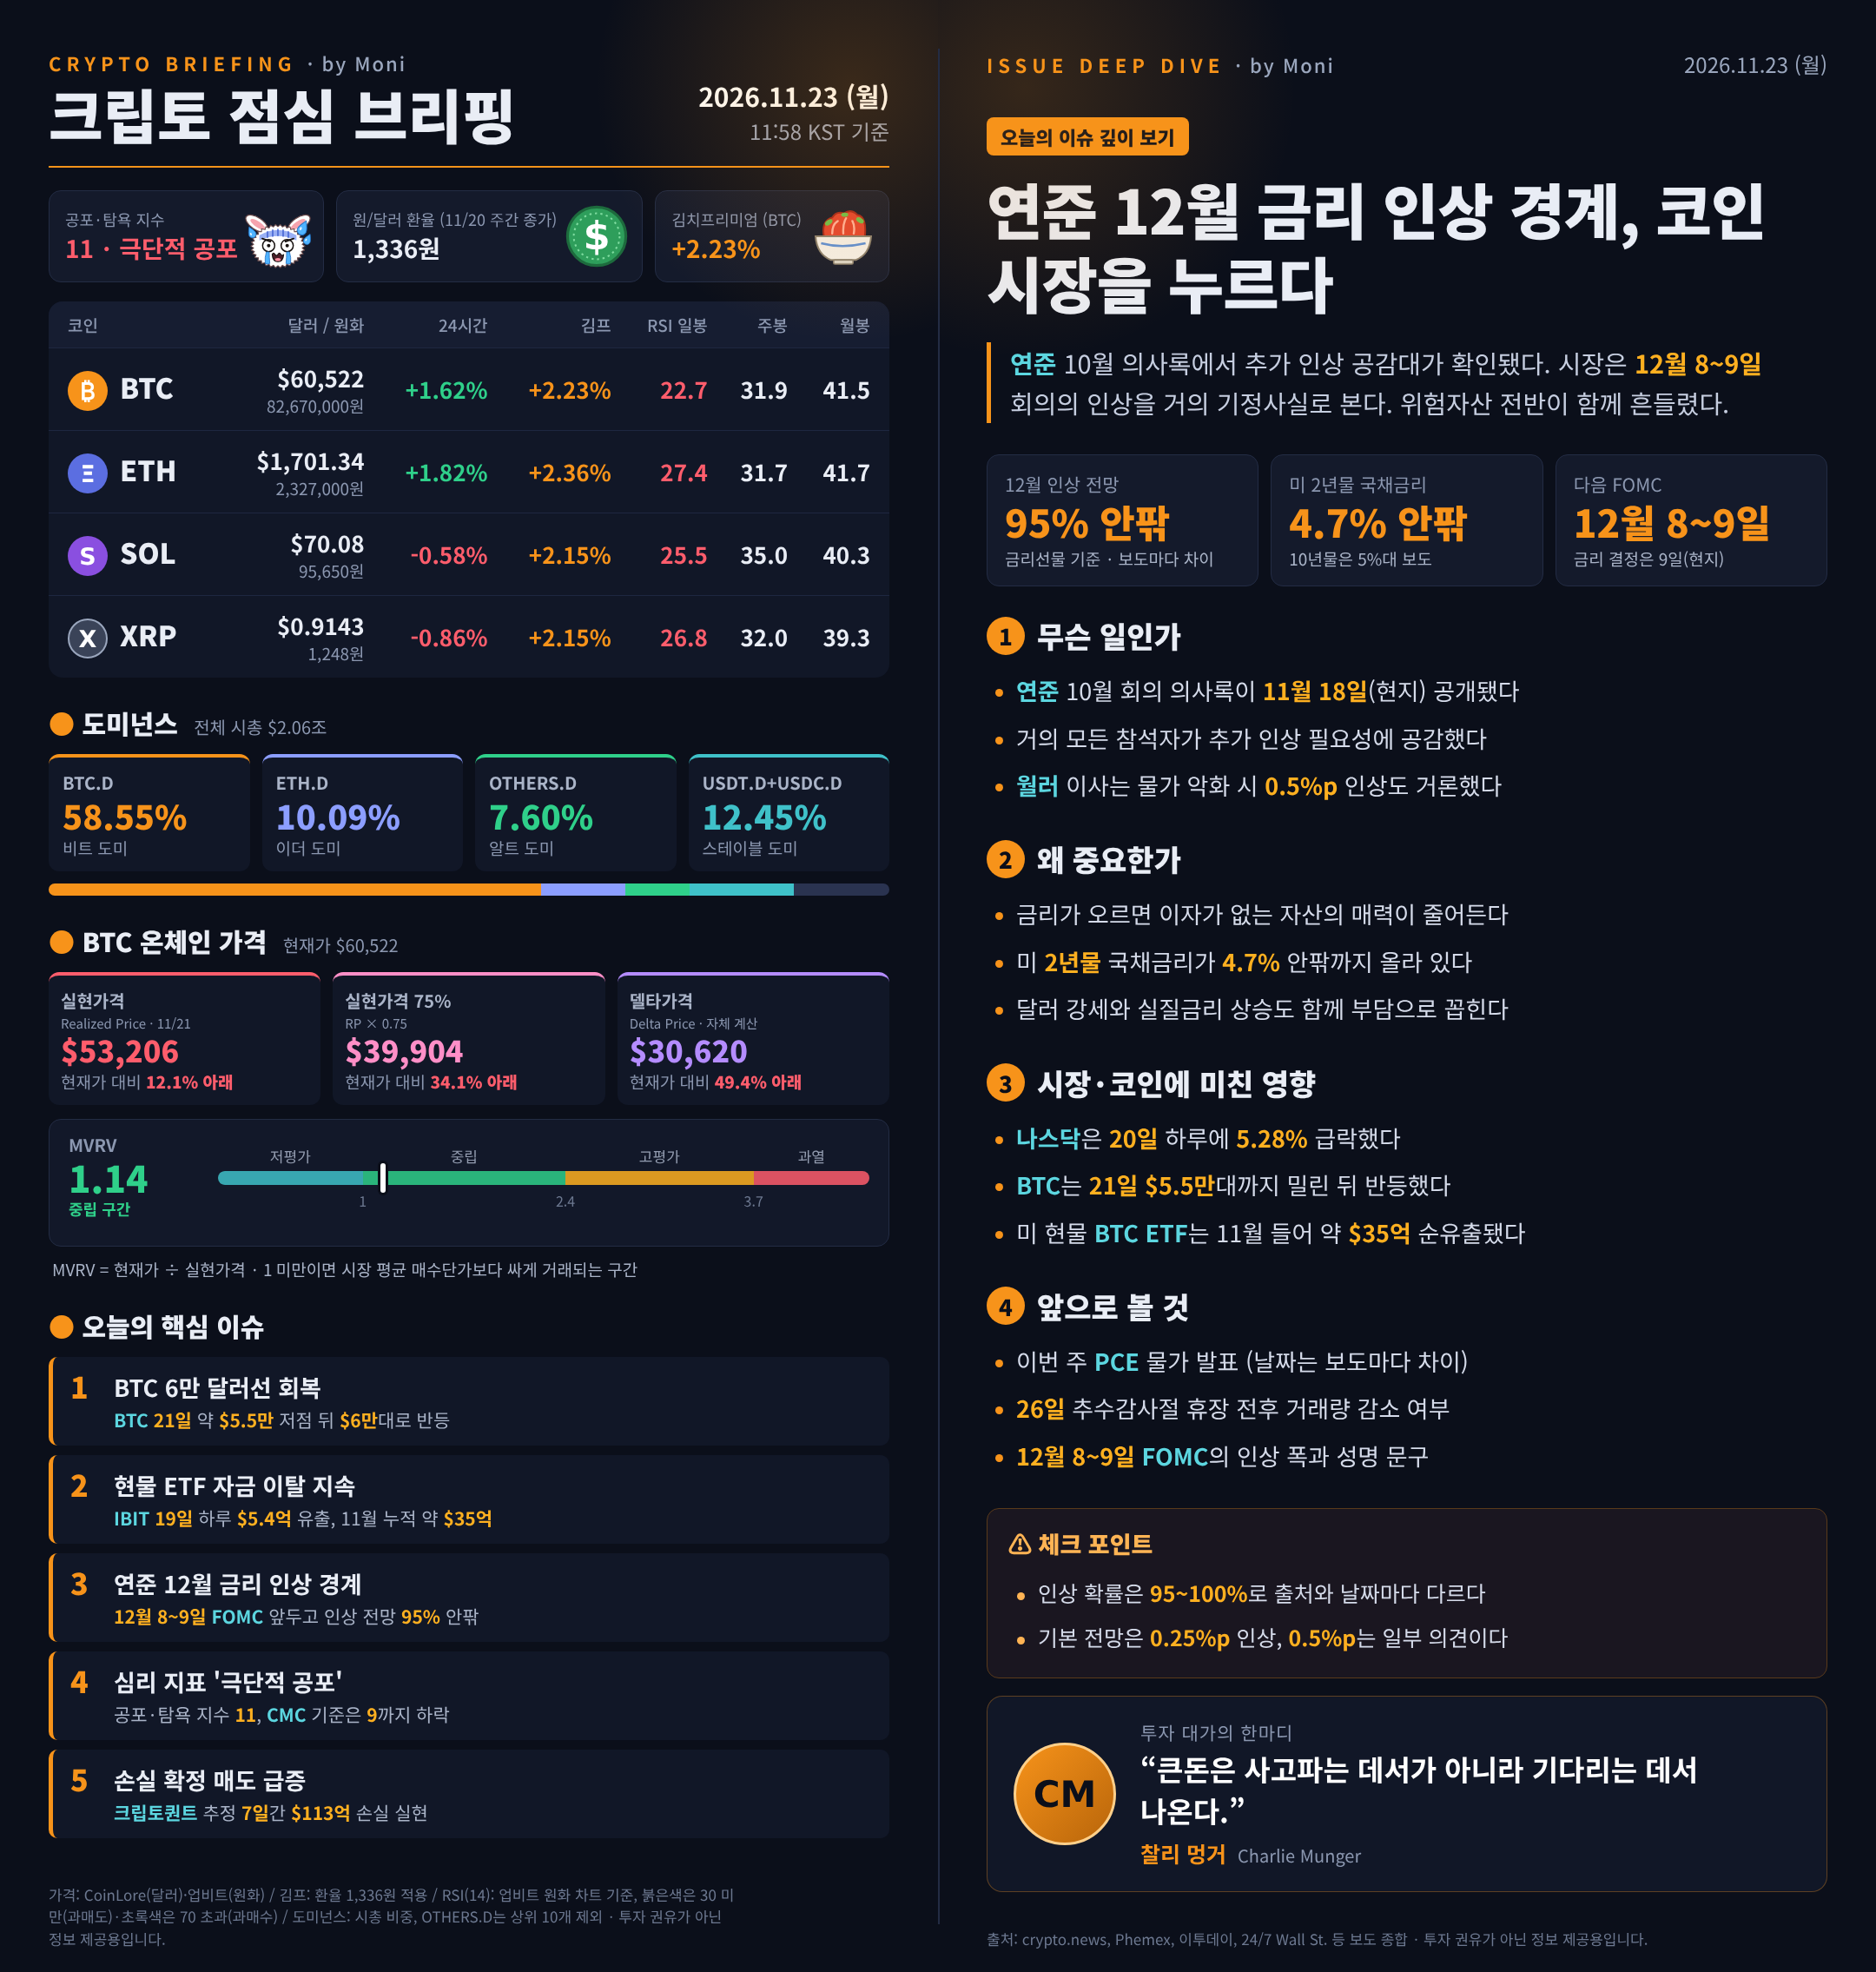 CRYPTO BRIEFING · by Moni
크립토 점심 브리핑
2026.11.23 (월)
11:58 KST 기준
공포·탐욕 지수
11 · 극단적 공포
원/달러 환율 (11/20 주간 종가)
1,336원
$
김치프리미엄 (BTC)
+2.23%
코인 달러 / 원화 24시간 김프 RSI 일봉 주봉 월봉
₿ BTC $60,522 +1.62% +2.23% 22.7 31.9 41.5
82,670,000원
Ξ ETH $1,701.34 +1.82% +2.36% 27.4 31.7 41.7
2,327,000원
S SOL $70.08 -0.58% +2.15% 25.5 35.0 40.3
95,650원
X XRP $0.9143 -0.86% +2.15% 26.8 32.0 39.3
1,248원
도미넌스 전체 시총 $2.06조
BTC.D
58.55%
비트 도미
ETH.D
10.09%
이더 도미
OTHERS.D
7.60%
알트 도미
USDT.D+USDC.D
12.45%
스테이블 도미
BTC 온체인 가격 현재가 $60,522
실현가격
Realized Price · 11/21
$53,206
현재가 대비 12.1% 아래
실현가격 75%
RP × 0.75
$39,904
현재가 대비 34.1% 아래
델타가격
Delta Price · 자체 계산
$30,620
현재가 대비 49.4% 아래
MVRV
1.14
중립 구간
저평가 중립 고평가 과열
1 2.4 3.7
MVRV = 현재가 ÷ 실현가격 · 1 미만이면 시장 평균 매수단가보다 싸게 거래되는 구간
오늘의 핵심 이슈
1 BTC 6만 달러선 회복
BTC 21일 약 $5.5만 저점 뒤 $6만대로 반등
2 현물 ETF 자금 이탈 지속
IBIT 19일 하루 $5.4억 유출, 11월 누적 약 $35억
3 연준 12월 금리 인상 경계
12월 8~9일 FOMC 앞두고 인상 전망 95% 안팎
4 심리 지표 '극단적 공포'
공포·탐욕 지수 11, CMC 기준은 9까지 하락
5 손실 확정 매도 급증
크립토퀀트 추정 7일간 $113억 손실 실현
가격: CoinLore(달러)·업비트(원화) / 김프: 환율 1,336원 적용 / RSI(14): 업비트 원화 차트 기준, 붉은색은 30 미
만(과매도)·초록색은 70 초과(과매수) / 도미넌스: 시총 비중, OTHERS.D는 상위 10개 제외 · 투자 권유가 아닌
정보 제공용입니다.
ISSUE DEEP DIVE · by Moni
2026.11.23 (월)
오늘의 이슈 깊이 보기
연준 12월 금리 인상 경계, 코인
시장을 누르다
연준 10월 의사록에서 추가 인상 공감대가 확인됐다. 시장은 12월 8~9일
회의의 인상을 거의 기정사실로 본다. 위험자산 전반이 함께 흔들렸다.
12월 인상 전망
95% 안팎
금리선물 기준 · 보도마다 차이
미 2년물 국채금리
4.7% 안팎
10년물은 5%대 보도
다음 FOMC
12월 8~9일
금리 결정은 9일(현지)
1 무슨 일인가
• 연준 10월 회의 의사록이 11월 18일(현지) 공개됐다
• 거의 모든 참석자가 추가 인상 필요성에 공감했다
• 월러 이사는 물가 악화 시 0.5%p 인상도 거론했다
2 왜 중요한가
• 금리가 오르면 이자가 없는 자산의 매력이 줄어든다
• 미 2년물 국채금리가 4.7% 안팎까지 올라 있다
• 달러 강세와 실질금리 상승도 함께 부담으로 꼽힌다
3 시장·코인에 미친 영향
• 나스닥은 20일 하루에 5.28% 급락했다
• BTC는 21일 $5.5만대까지 밀린 뒤 반등했다
• 미 현물 BTC ETF는 11월 들어 약 $35억 순유출됐다
4 앞으로 볼 것
• 이번 주 PCE 물가 발표 (날짜는 보도마다 차이)
• 26일 추수감사절 휴장 전후 거래량 감소 여부
• 12월 8~9일 FOMC의 인상 폭과 성명 문구
⚠ 체크 포인트
• 인상 확률은 95~100%로 출처와 날짜마다 다르다
• 기본 전망은 0.25%p 인상, 0.5%p는 일부 의견이다
CM
투자 대가의 한마디
“큰돈은 사고파는 데서가 아니라 기다리는 데서
나온다.”
찰리 멍거 Charlie Munger
출처: crypto.news, Phemex, 이투데이, 24/7 Wall St. 등 보도 종합 · 투자 권유가 아닌 정보 제공용입니다.